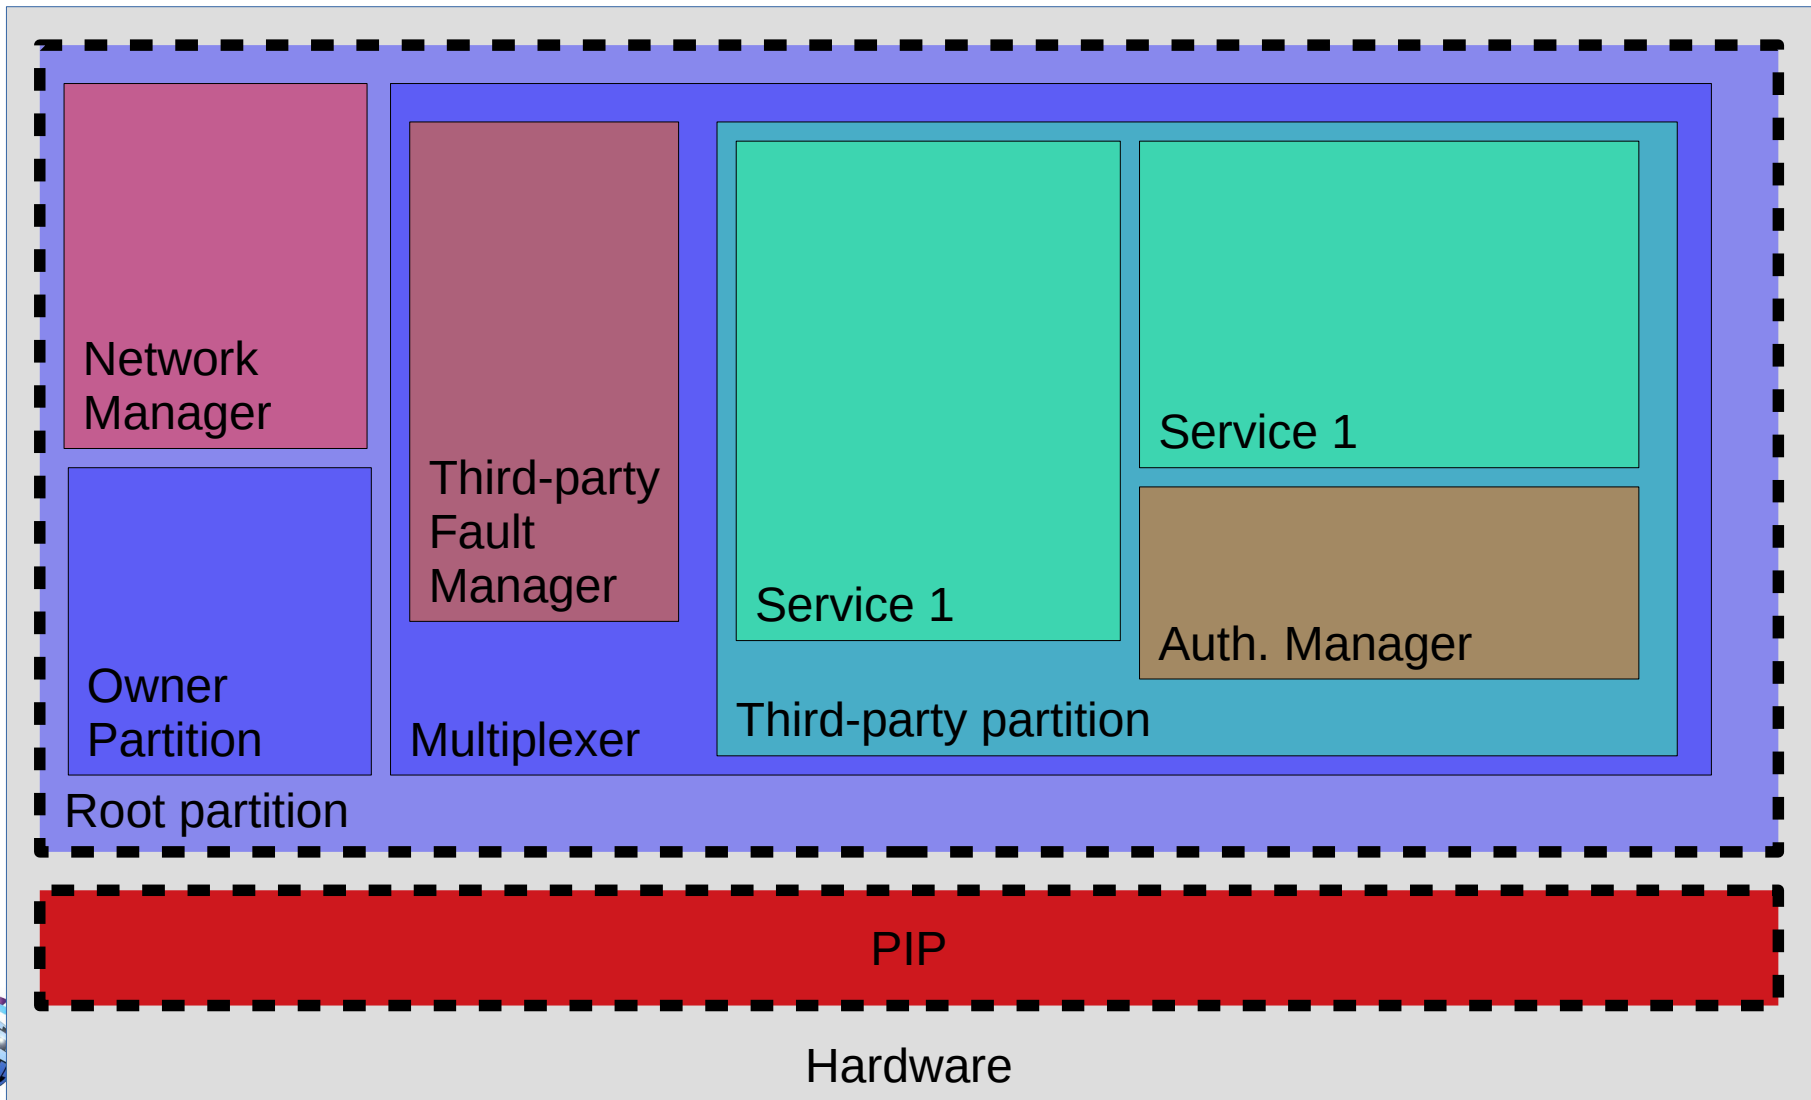 Network
Manager
Third-party
Fault
Manager
Service 1
Service 1
Auth. Manager
Owner
Partition
Multiplexer
Third-party partition
Root partition
PIP
Hardware